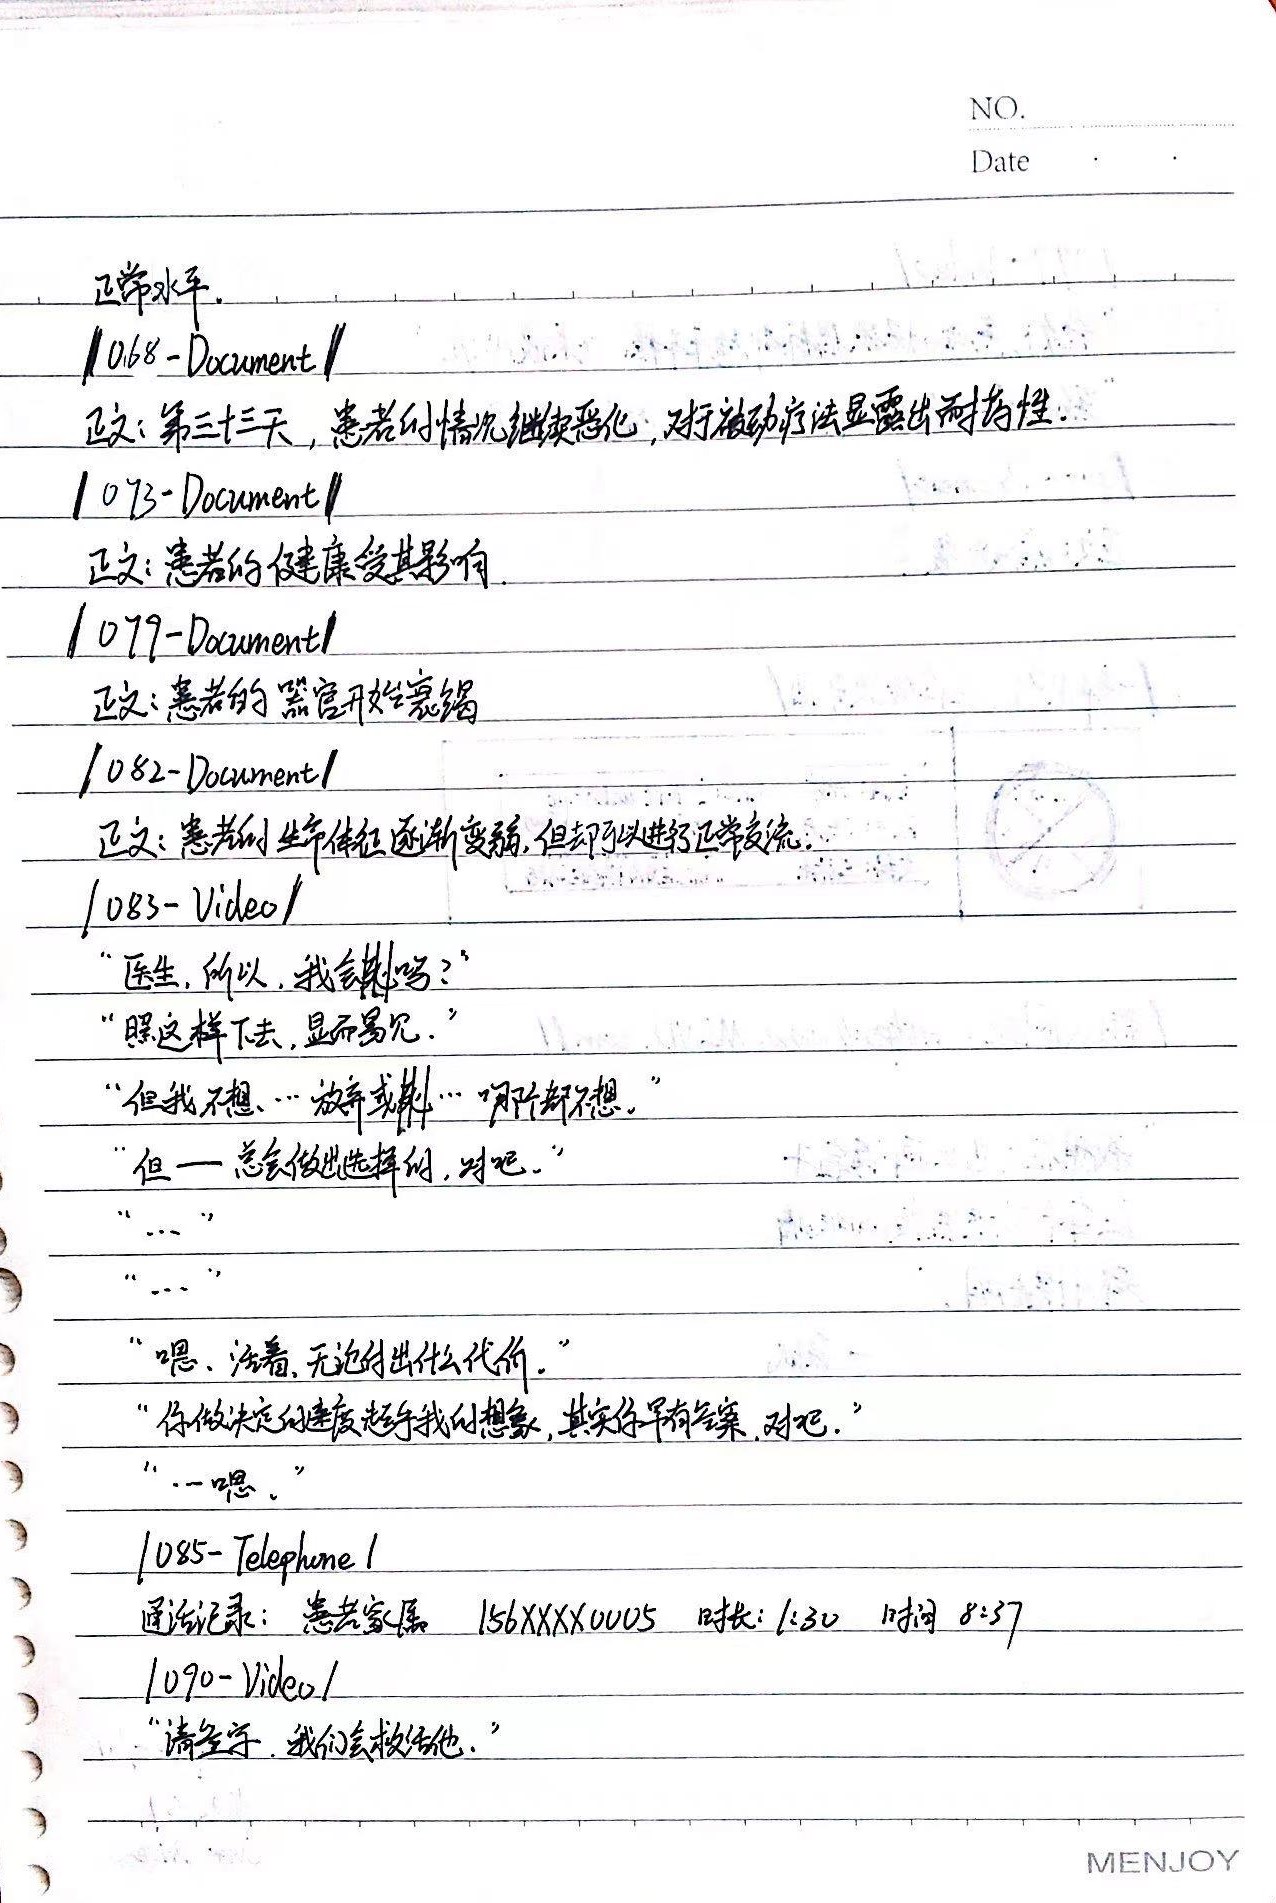 NO.
Date
正常水平.
/068-Document/
正文: 第三十三天, 患者的情况继续恶化, 对于被动疗法显露出耐药性.
/073-Document/
正文: 患者的健康受其影响.
/079-Document/
正文: 患者的器官开始衰竭
/082-Document/
正文: 患者的生命体征逐渐变弱, 但却可以进行正常交流.
/083-Video/
“医生, 所以, 我会吗?”
“照这样下去, 显而易见.”
“但我不想、… 放弃或… 哪个都不想.”
“但 — 总会做出选择的, 对吧.”
“…”
“…”
“嗯、活着, 无论付出什么代价.”
“你做决定的速度超乎我的想象, 其实你早有答案, 对吧.”
“…嗯.”
/085-Telephone/
通话记录: 患者家属 156XXXX0005 时长: 1:30 时间 8:37
/090-Video/
“请签字, 我们会救活他.”
MENJOY